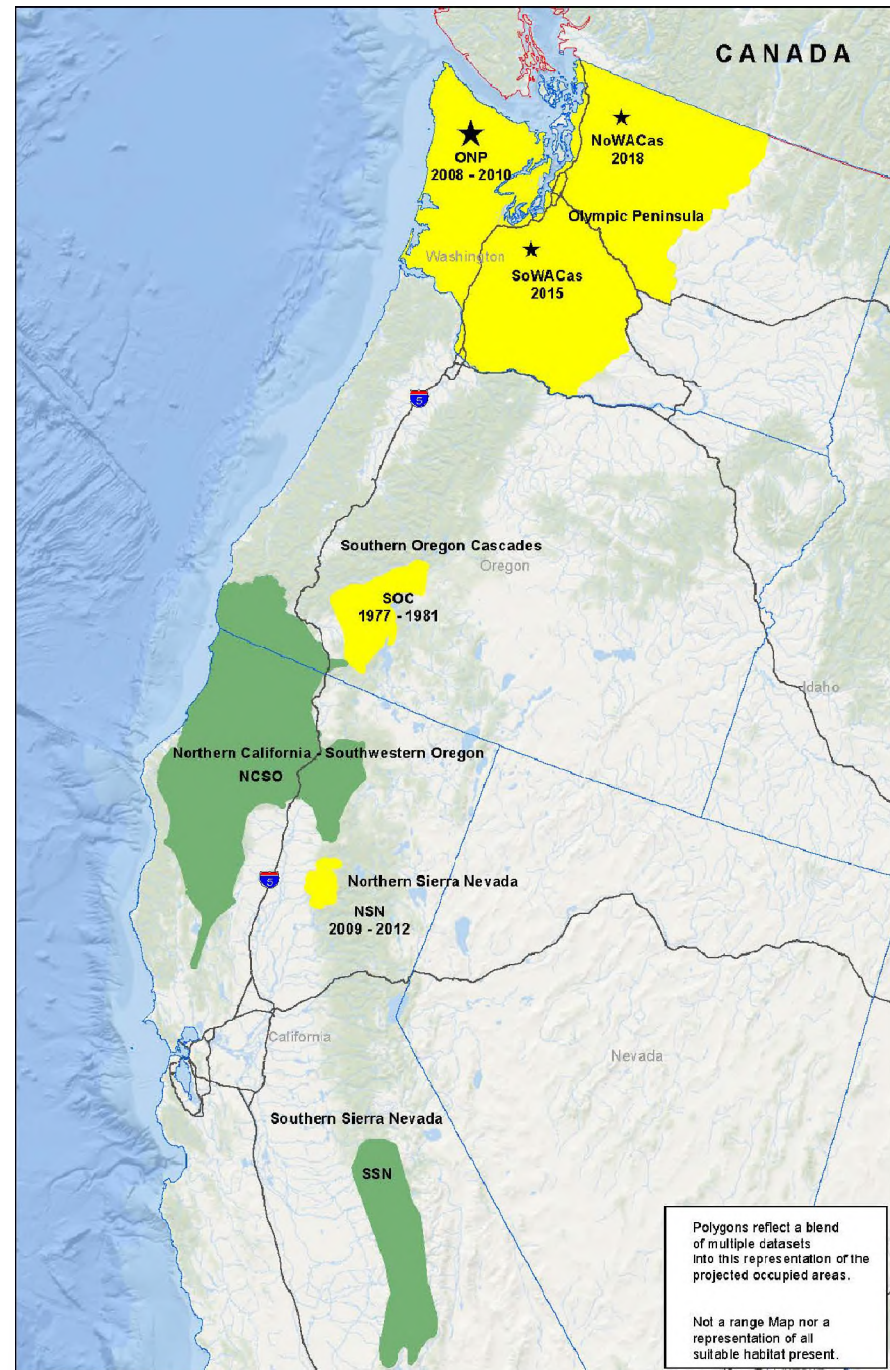 CANADA
NoWACas
2018
ONP
2008 - 2010
Olympic Peninsula
Washington
SoWACas
2015
5
Southern Oregon Cascades
Oregon
SOC
1977 - 1981
Idaho
Northern California - Southwestern Oregon
NCSO
5
Northern Sierra Nevada
NSN
2009 - 2012
California
Nevada
Southern Sierra Nevada
SSN
Polygons reflect a blend
of multiple datasets
into this representation of the
projected occupied areas.
Not a range Map nor a
representation of all
suitable habitat present.